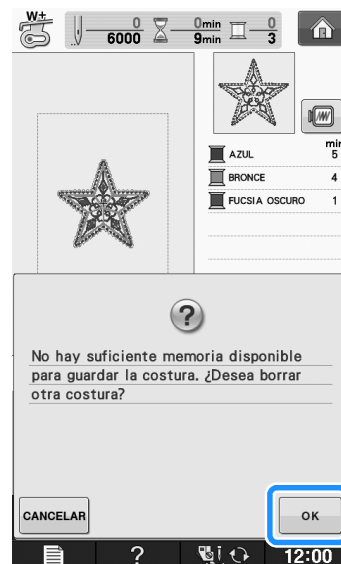 W+
0
6000
0min
9min
0
3
min
AZUL 5
BRONCE 4
FUCSIA OSCURO 1
?
No hay suficiente memoria disponible
para guardar la costura. ¿Desea borrar
otra costura?
CANCELAR
OK
?
12:00